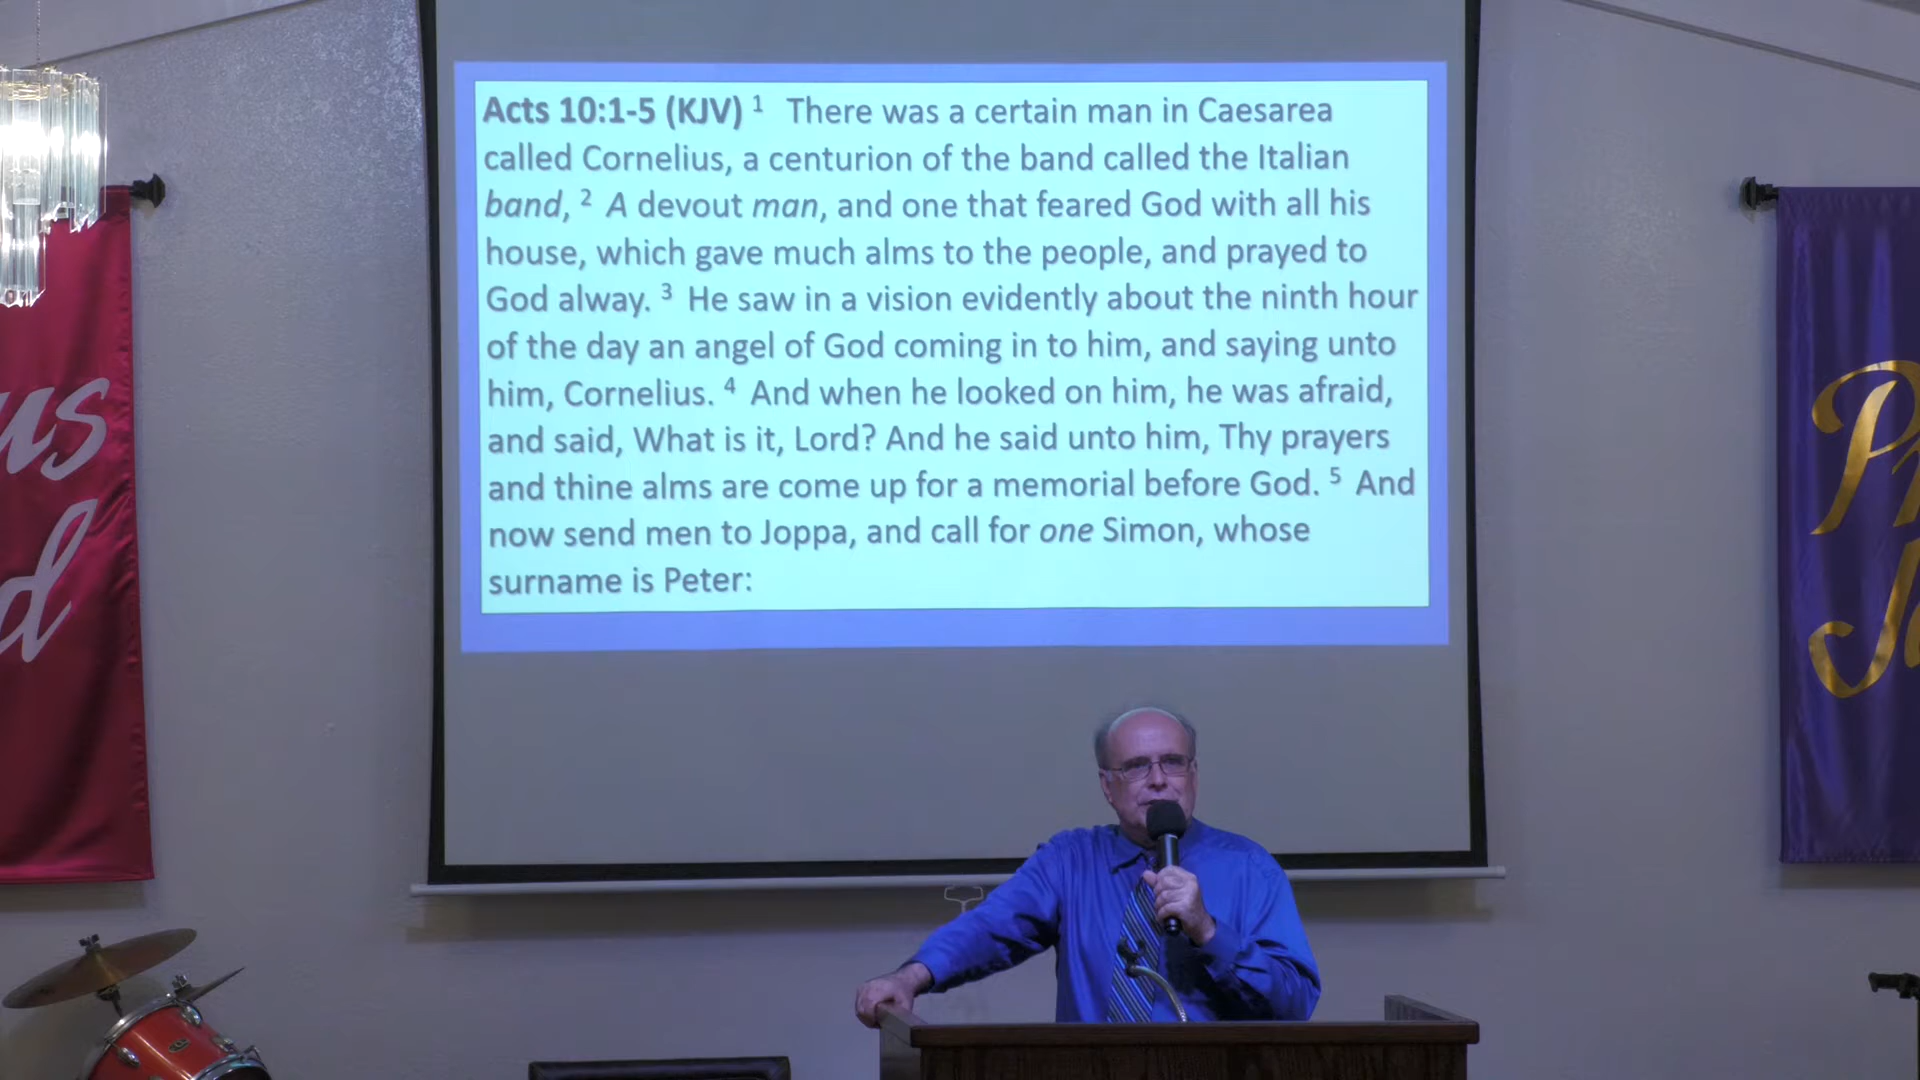 Acts 10:1-5 (KJV) 1 There was a certain man in Caesarea
called Cornelius, a centurion of the band called the Italian
band, 2 A devout man, and one that feared God with all his
house, which gave much alms to the people, and prayed to
God alway. 3 He saw in a vision evidently about the ninth hour
of the day an angel of God coming in to him, and saying unto
him, Cornelius. 4 And when he looked on him, he was afraid,
and said, What is it, Lord? And he said unto him, Thy prayers
and thine alms are come up for a memorial before God. 5 And
now send men to Joppa, and call for one Simon, whose
surname is Peter: